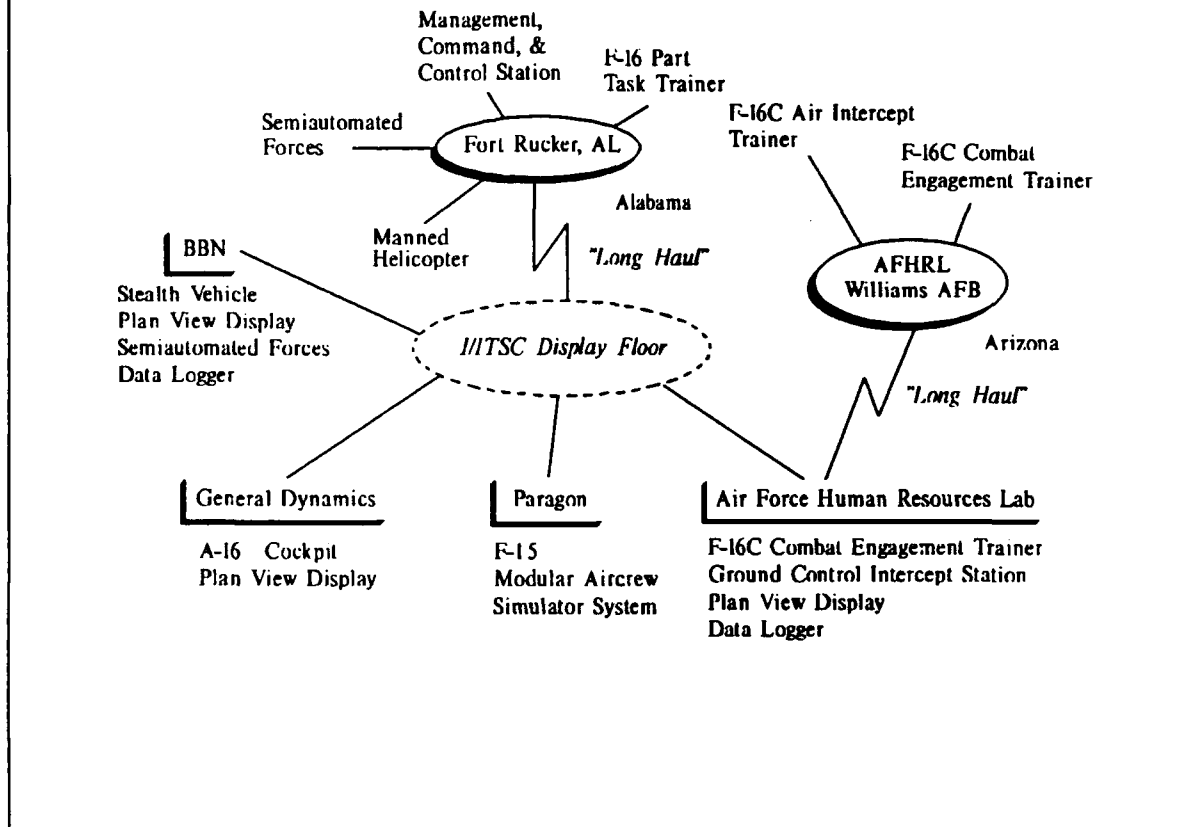 Management,
Command, &
Control Station
F-16 Part
Task Trainer
Semiautomated
Forces
Fort Rucker, AL
F-16C Air Intercept
Trainer
F-16C Combat
Engagement Trainer
Manned
Helicopter
Alabama
"Long Haul"
BBN
Stealth Vehicle
Plan View Display
Semiautomated Forces
Data Logger
I/ITSC Display Floor
AFHRL
Williams AFB
Arizona
"Long Haul"
General Dynamics
A-16 Cockpit
Plan View Display
Paragon
F-15
Modular Aircrew
Simulator System
Air Force Human Resources Lab
F-16C Combat Engagement Trainer
Ground Control Intercept Station
Plan View Display
Data Logger